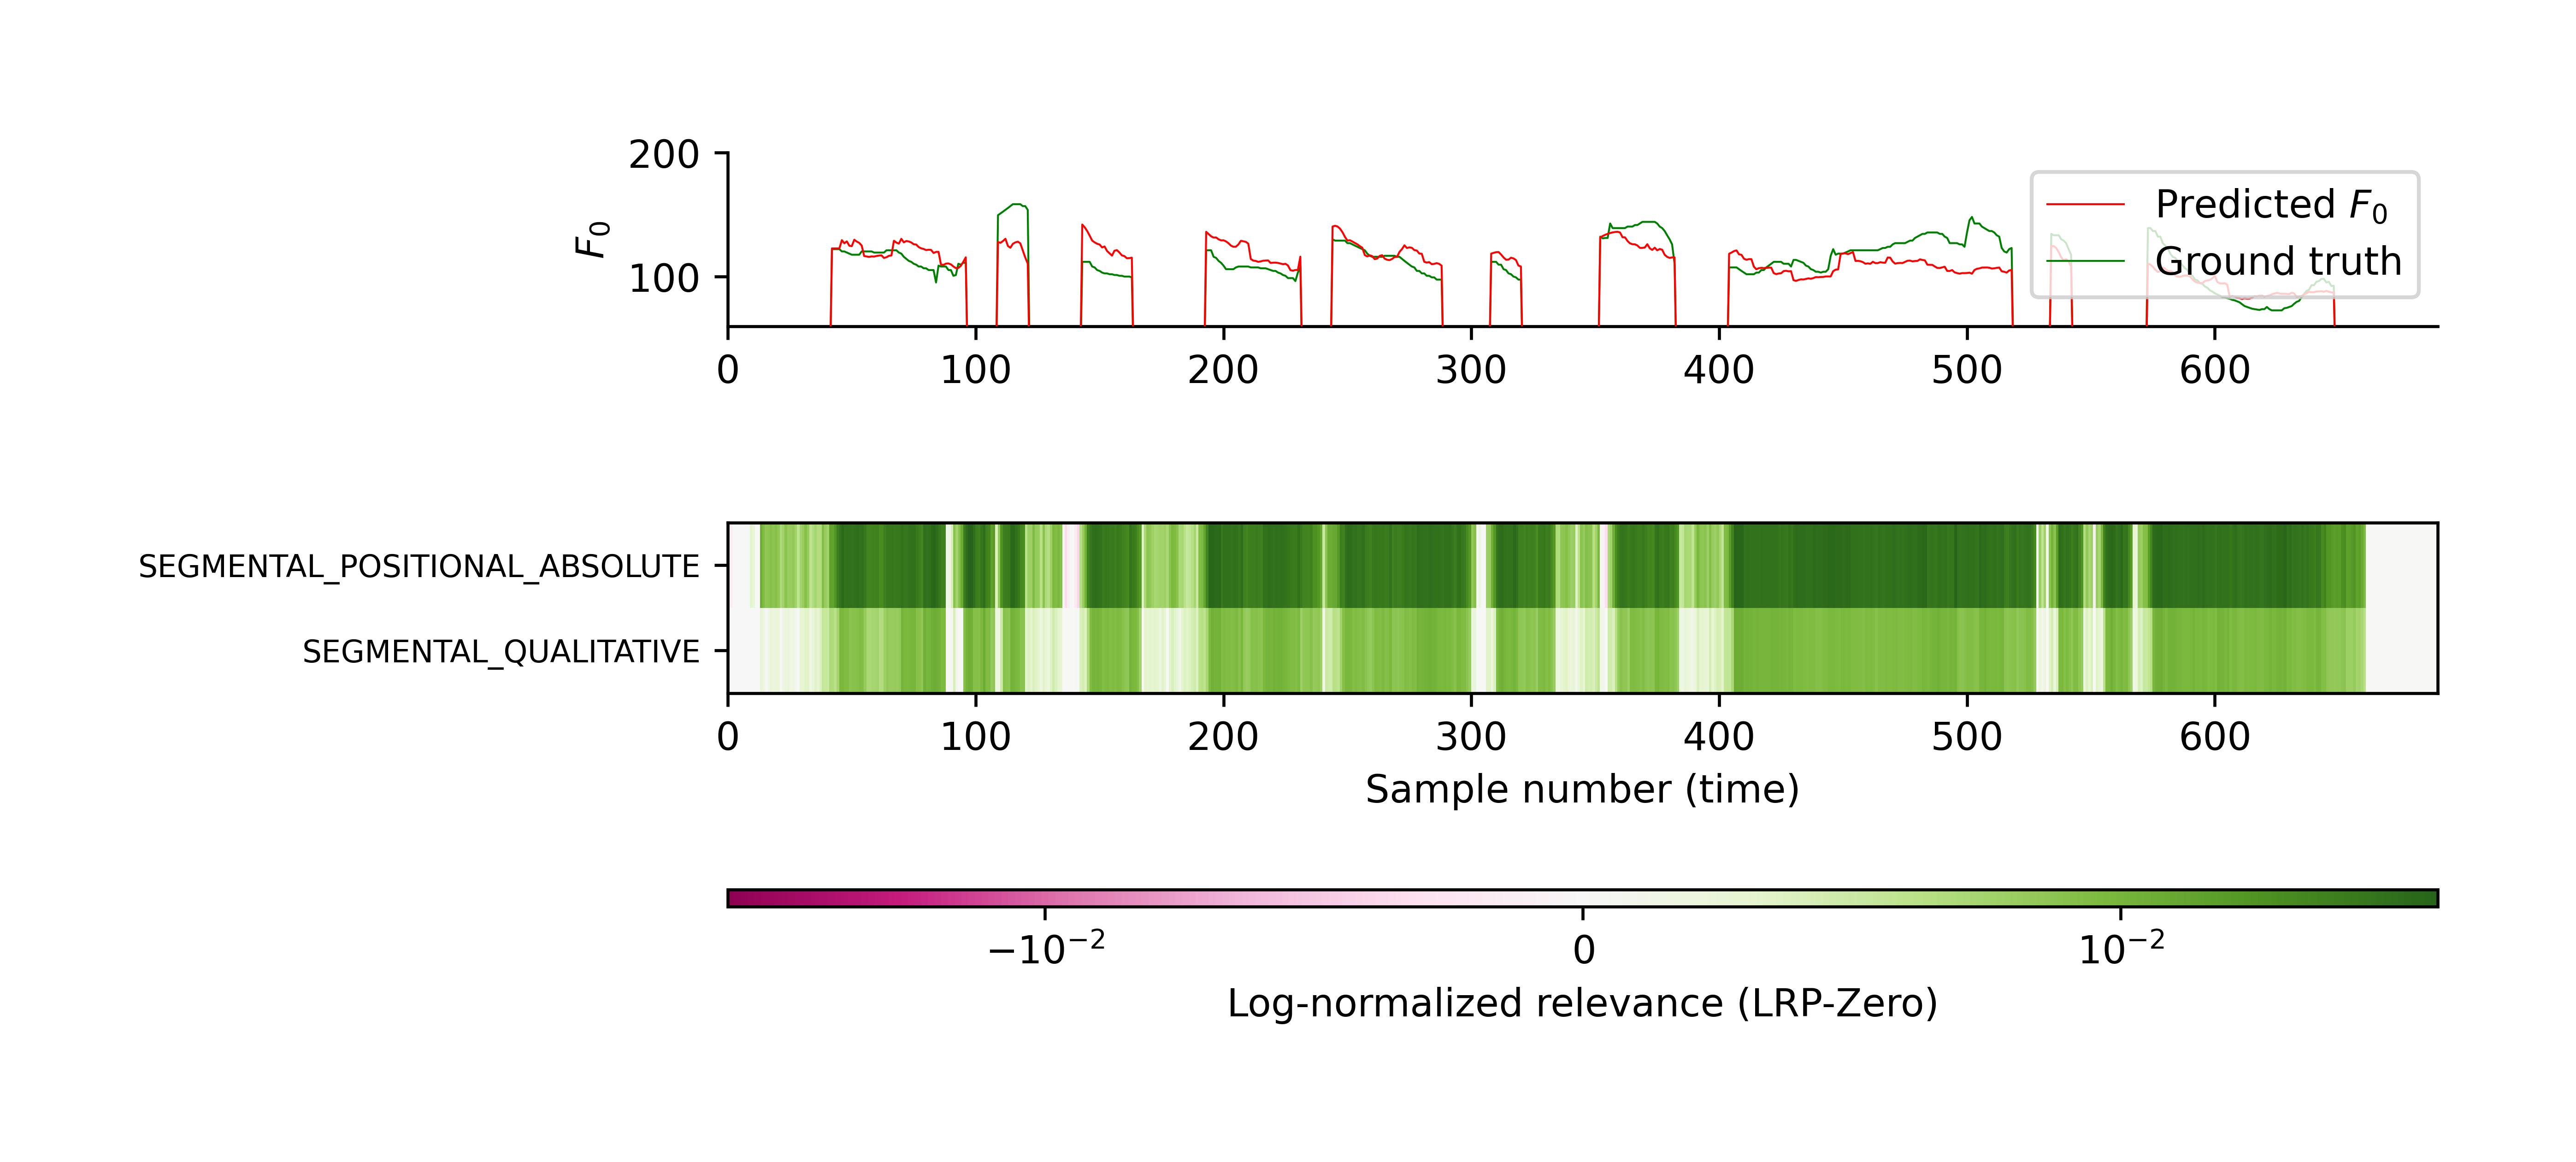 200
100
F₀
Predicted F₀
Ground truth
0 100 200 300 400 500 600
SEGMENTAL_POSITIONAL_ABSOLUTE
SEGMENTAL_QUALITATIVE
0 100 200 300 400 500 600
Sample number (time)
−10⁻² 0 10⁻²
Log-normalized relevance (LRP-Zero)